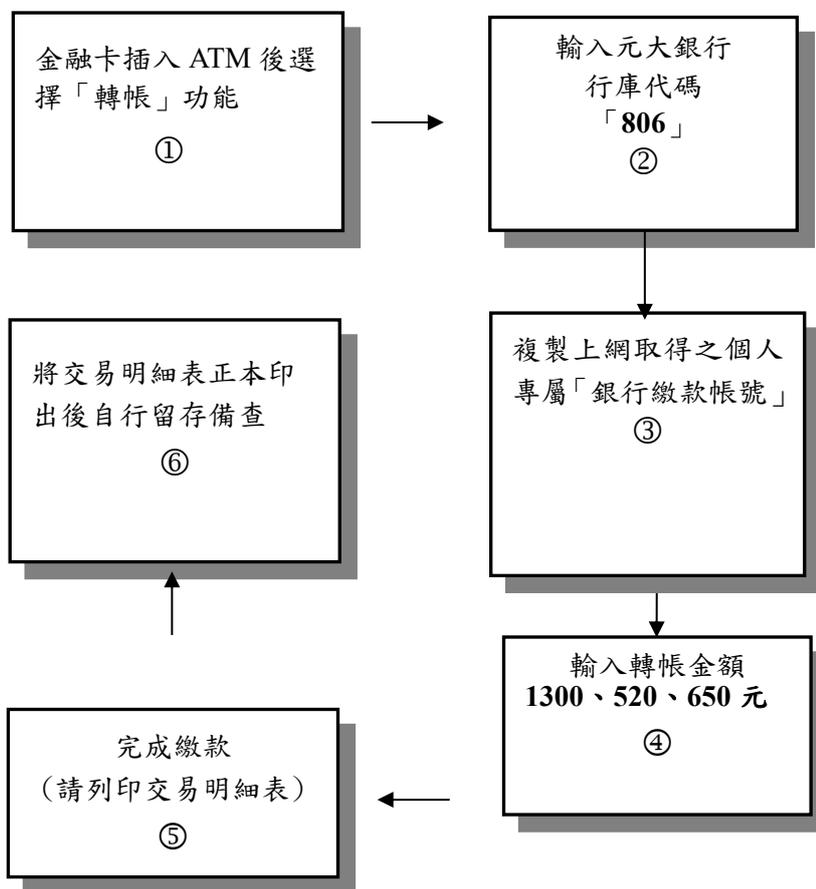 金融卡插入 ATM 後選
擇「轉帳」功能
①
輸入元大銀行
行庫代碼
「806」
②
複製上網取得之個人
專屬「銀行繳款帳號」
③
輸入轉帳金額
1300、520、650 元
④
完成繳款
（請列印交易明細表）
⑤
將交易明細表正本印
出後自行留存備查
⑥